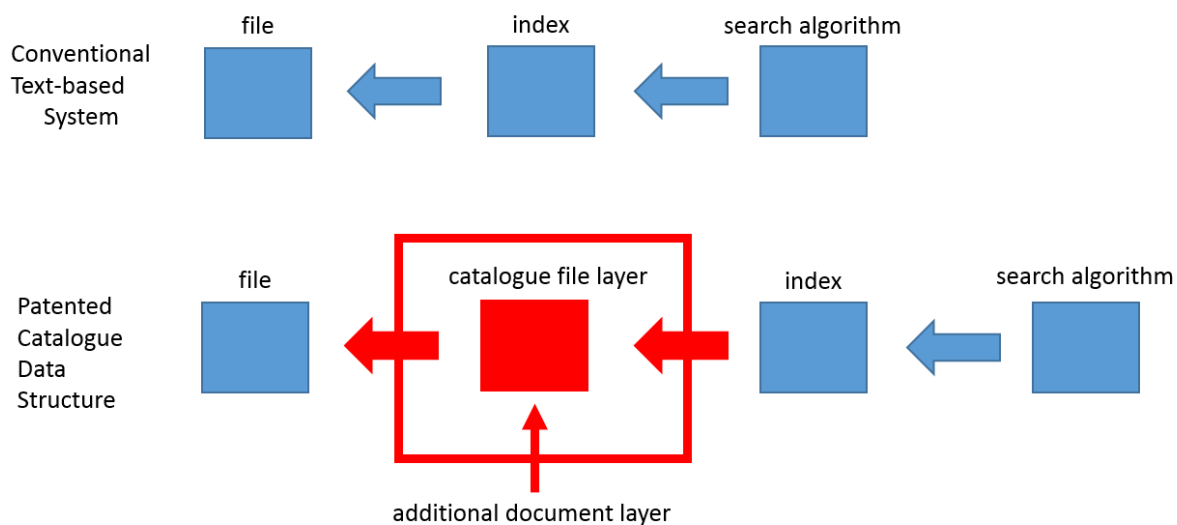 file
index
search algorithm
Conventional
Text-based
System
file
catalogue file layer
index
search algorithm
Patented
Catalogue
Data
Structure
additional document layer